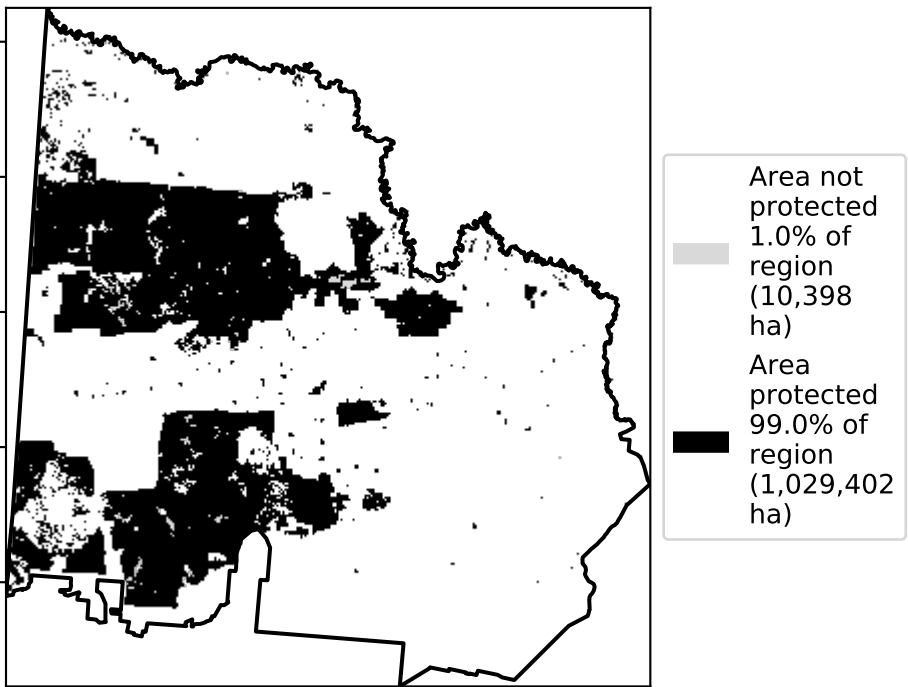 Area not
protected
1.0% of
region
(10,398
ha)
Area
protected
99.0% of
region
(1,029,402
ha)